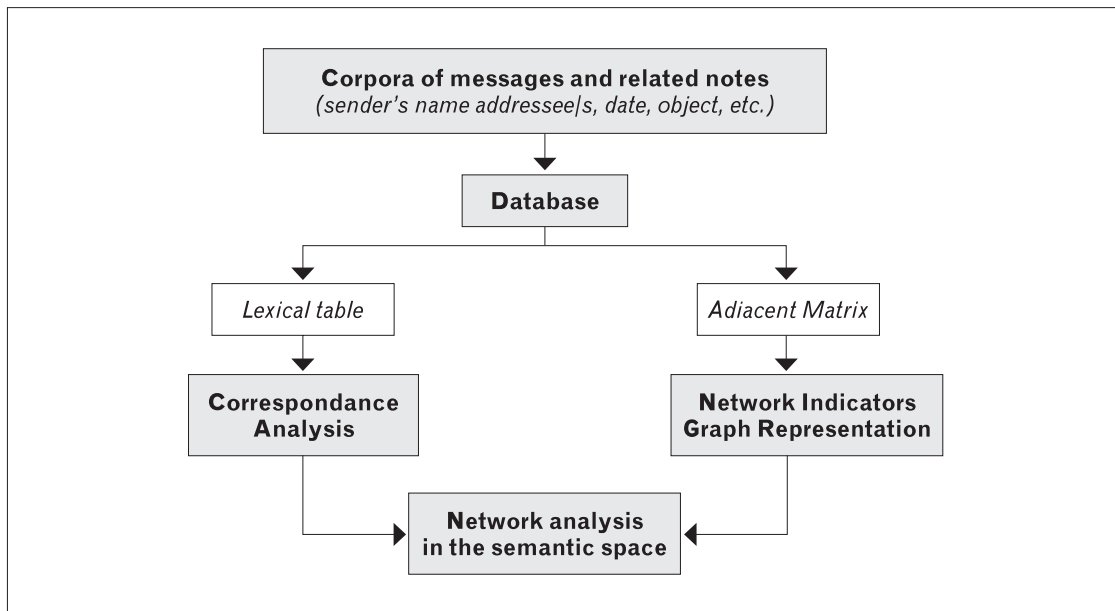 Corpora of messages and related notes
(sender's name addressee|s, date, object, etc.)
Database
Lexical table
Adiacent Matrix
Correspondance
Analysis
Network Indicators
Graph Representation
Network analysis
in the semantic space